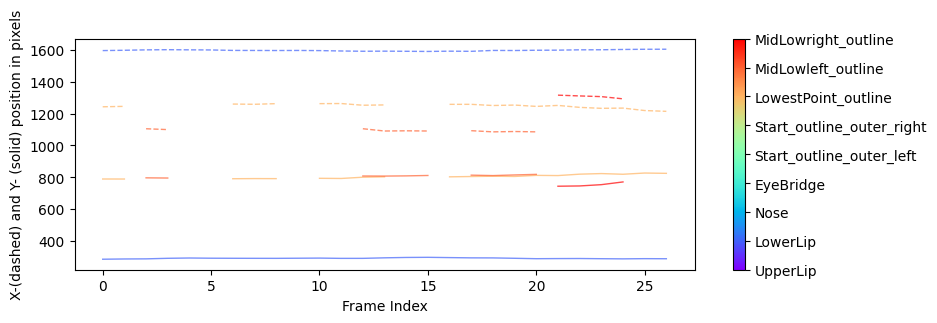 X-(dashed) and Y- (solid) position in pixels
1600
1400
1200
1000
800
600
400
0
5
10
15
20
25
Frame Index
MidLowright_outline
MidLowleft_outline
LowestPoint_outline
Start_outline_outer_right
Start_outline_outer_left
EyeBridge
Nose
LowerLip
UpperLip